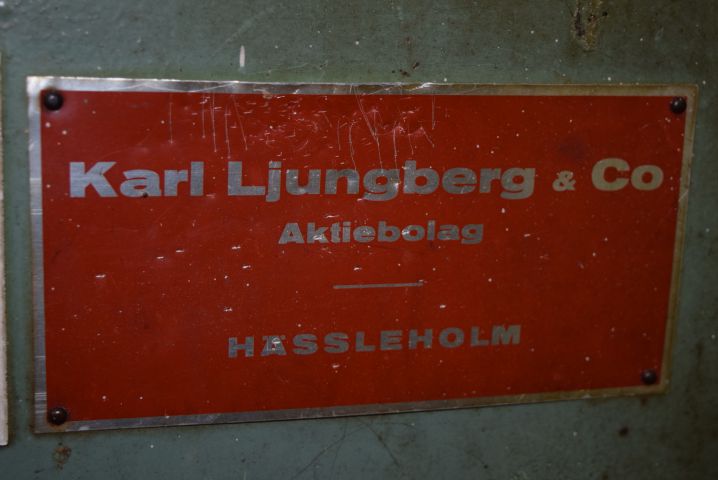 Karl Ljungberg & Co
Aktiebolag
HÄSSLEHOLM